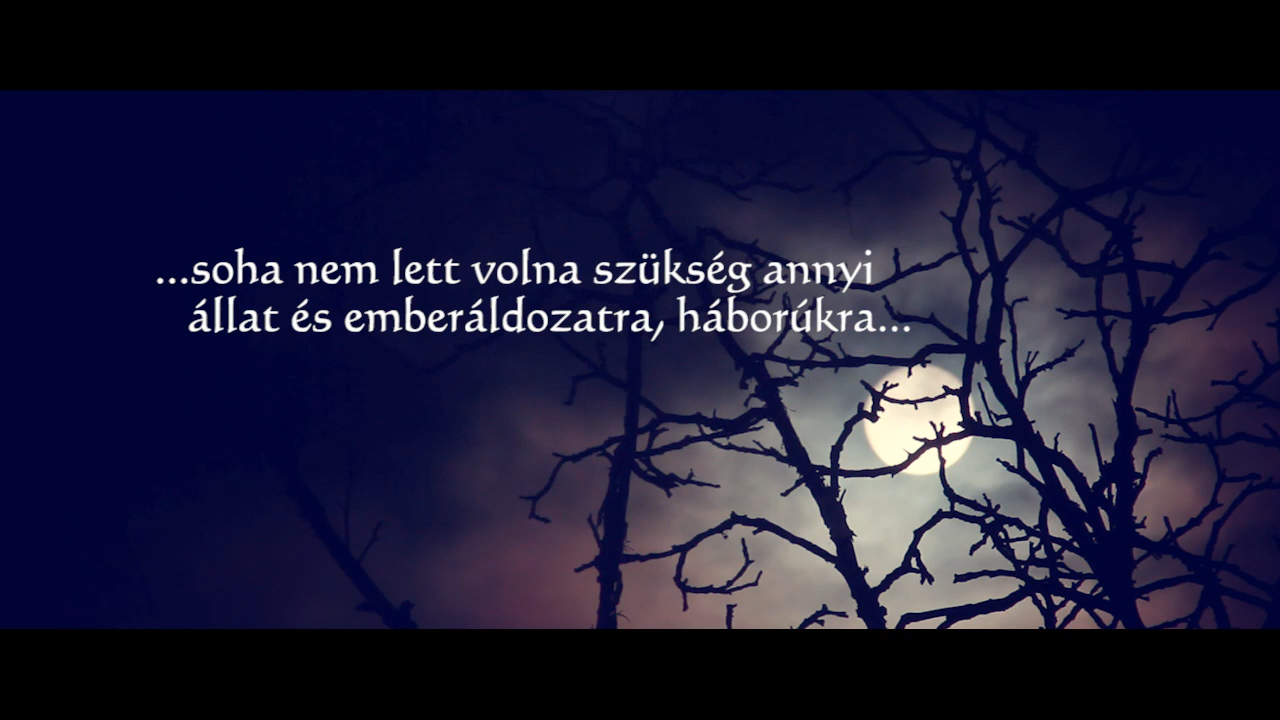 ...soha nem lett volna szükség annyi
állat és emberáldozatra, háborúkra...